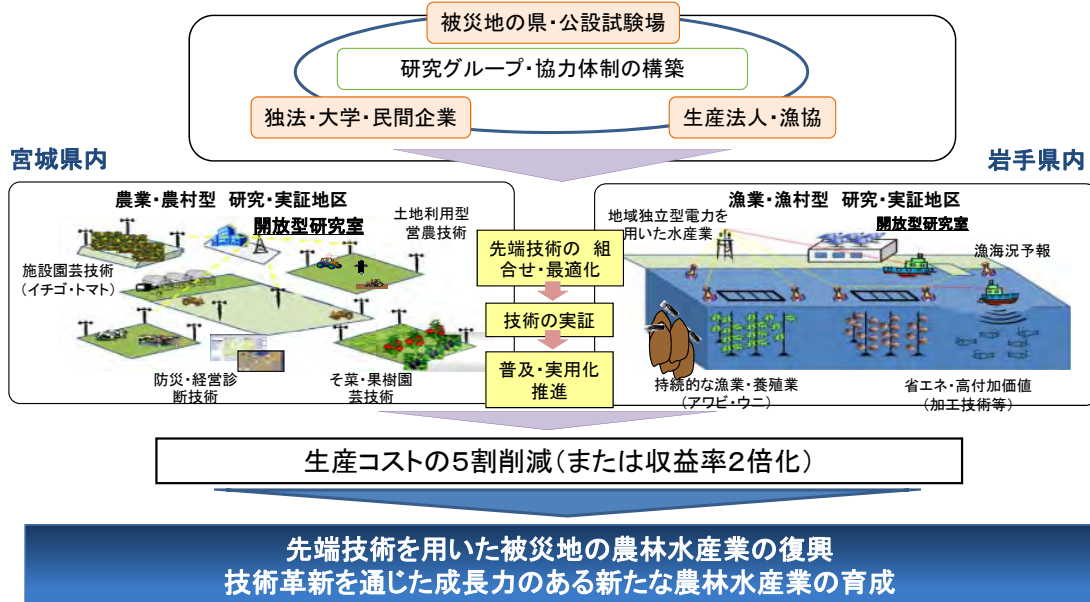 被災地の県・公設試験場
研究グループ・協力体制の構築
独法・大学・民間企業
生産法人・漁協
宮城県内
岩手県内
農業・農村型 研究・実証地区
開放型研究室
土地利用型
営農技術
施設園芸技術
（イチゴ・トマト）
防災・経営診
断技術
そ菜・果樹園
芸技術
先端技術の 組
合せ・最適化
技術の実証
普及・実用化
推進
漁業・漁村型 研究・実証地区
開放型研究室
地域独立型電力を
用いた水産業
漁海況予報
持続的な漁業・養殖業
（アワビ・ウニ）
省エネ・高付加価値
（加工技術等）
生産コストの５割削減（または収益率２倍化）
先端技術を用いた被災地の農林水産業の復興
技術革新を通じた成長力のある新たな農林水産業の育成